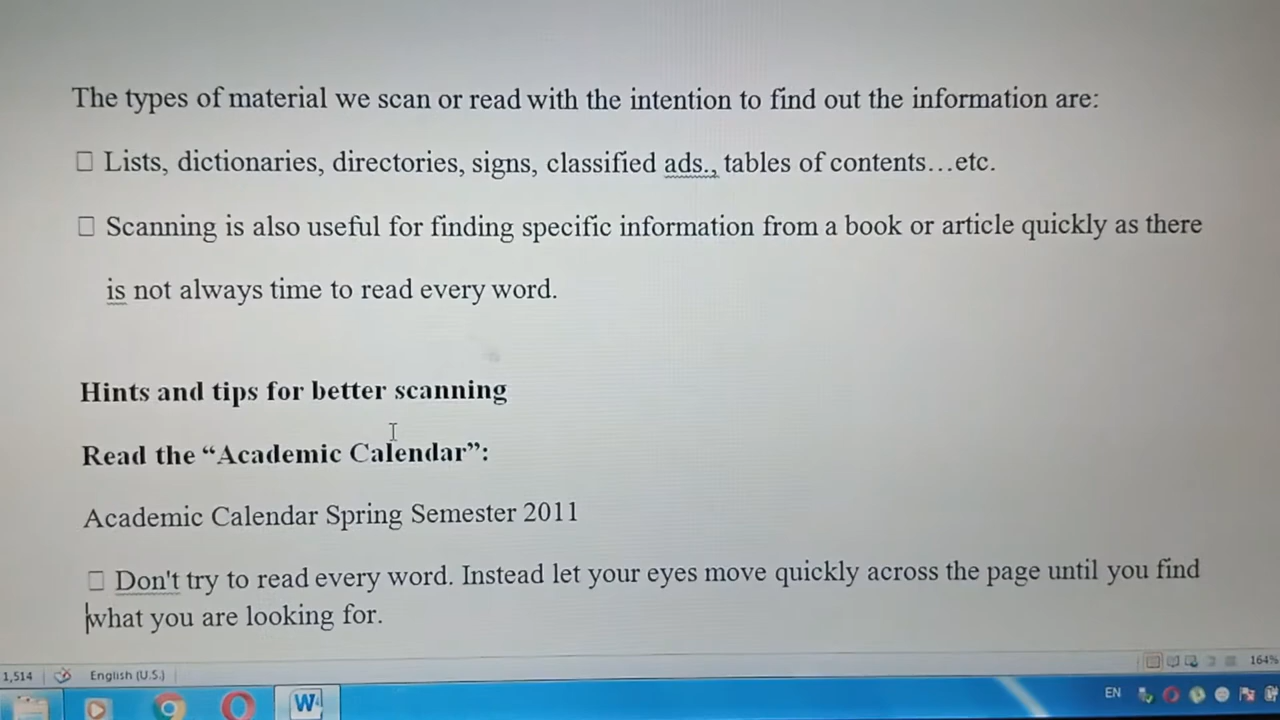 The types of material we scan or read with the intention to find out the information are:
□ Lists, dictionaries, directories, signs, classified ads., tables of contents…etc.
□ Scanning is also useful for finding specific information from a book or article quickly as there
is not always time to read every word.
Hints and tips for better scanning
Read the “Academic Calendar”:
Academic Calendar Spring Semester 2011
□ Don't try to read every word. Instead let your eyes move quickly across the page until you find
what you are looking for.
1,514 English (U.S.) 164%
W EN